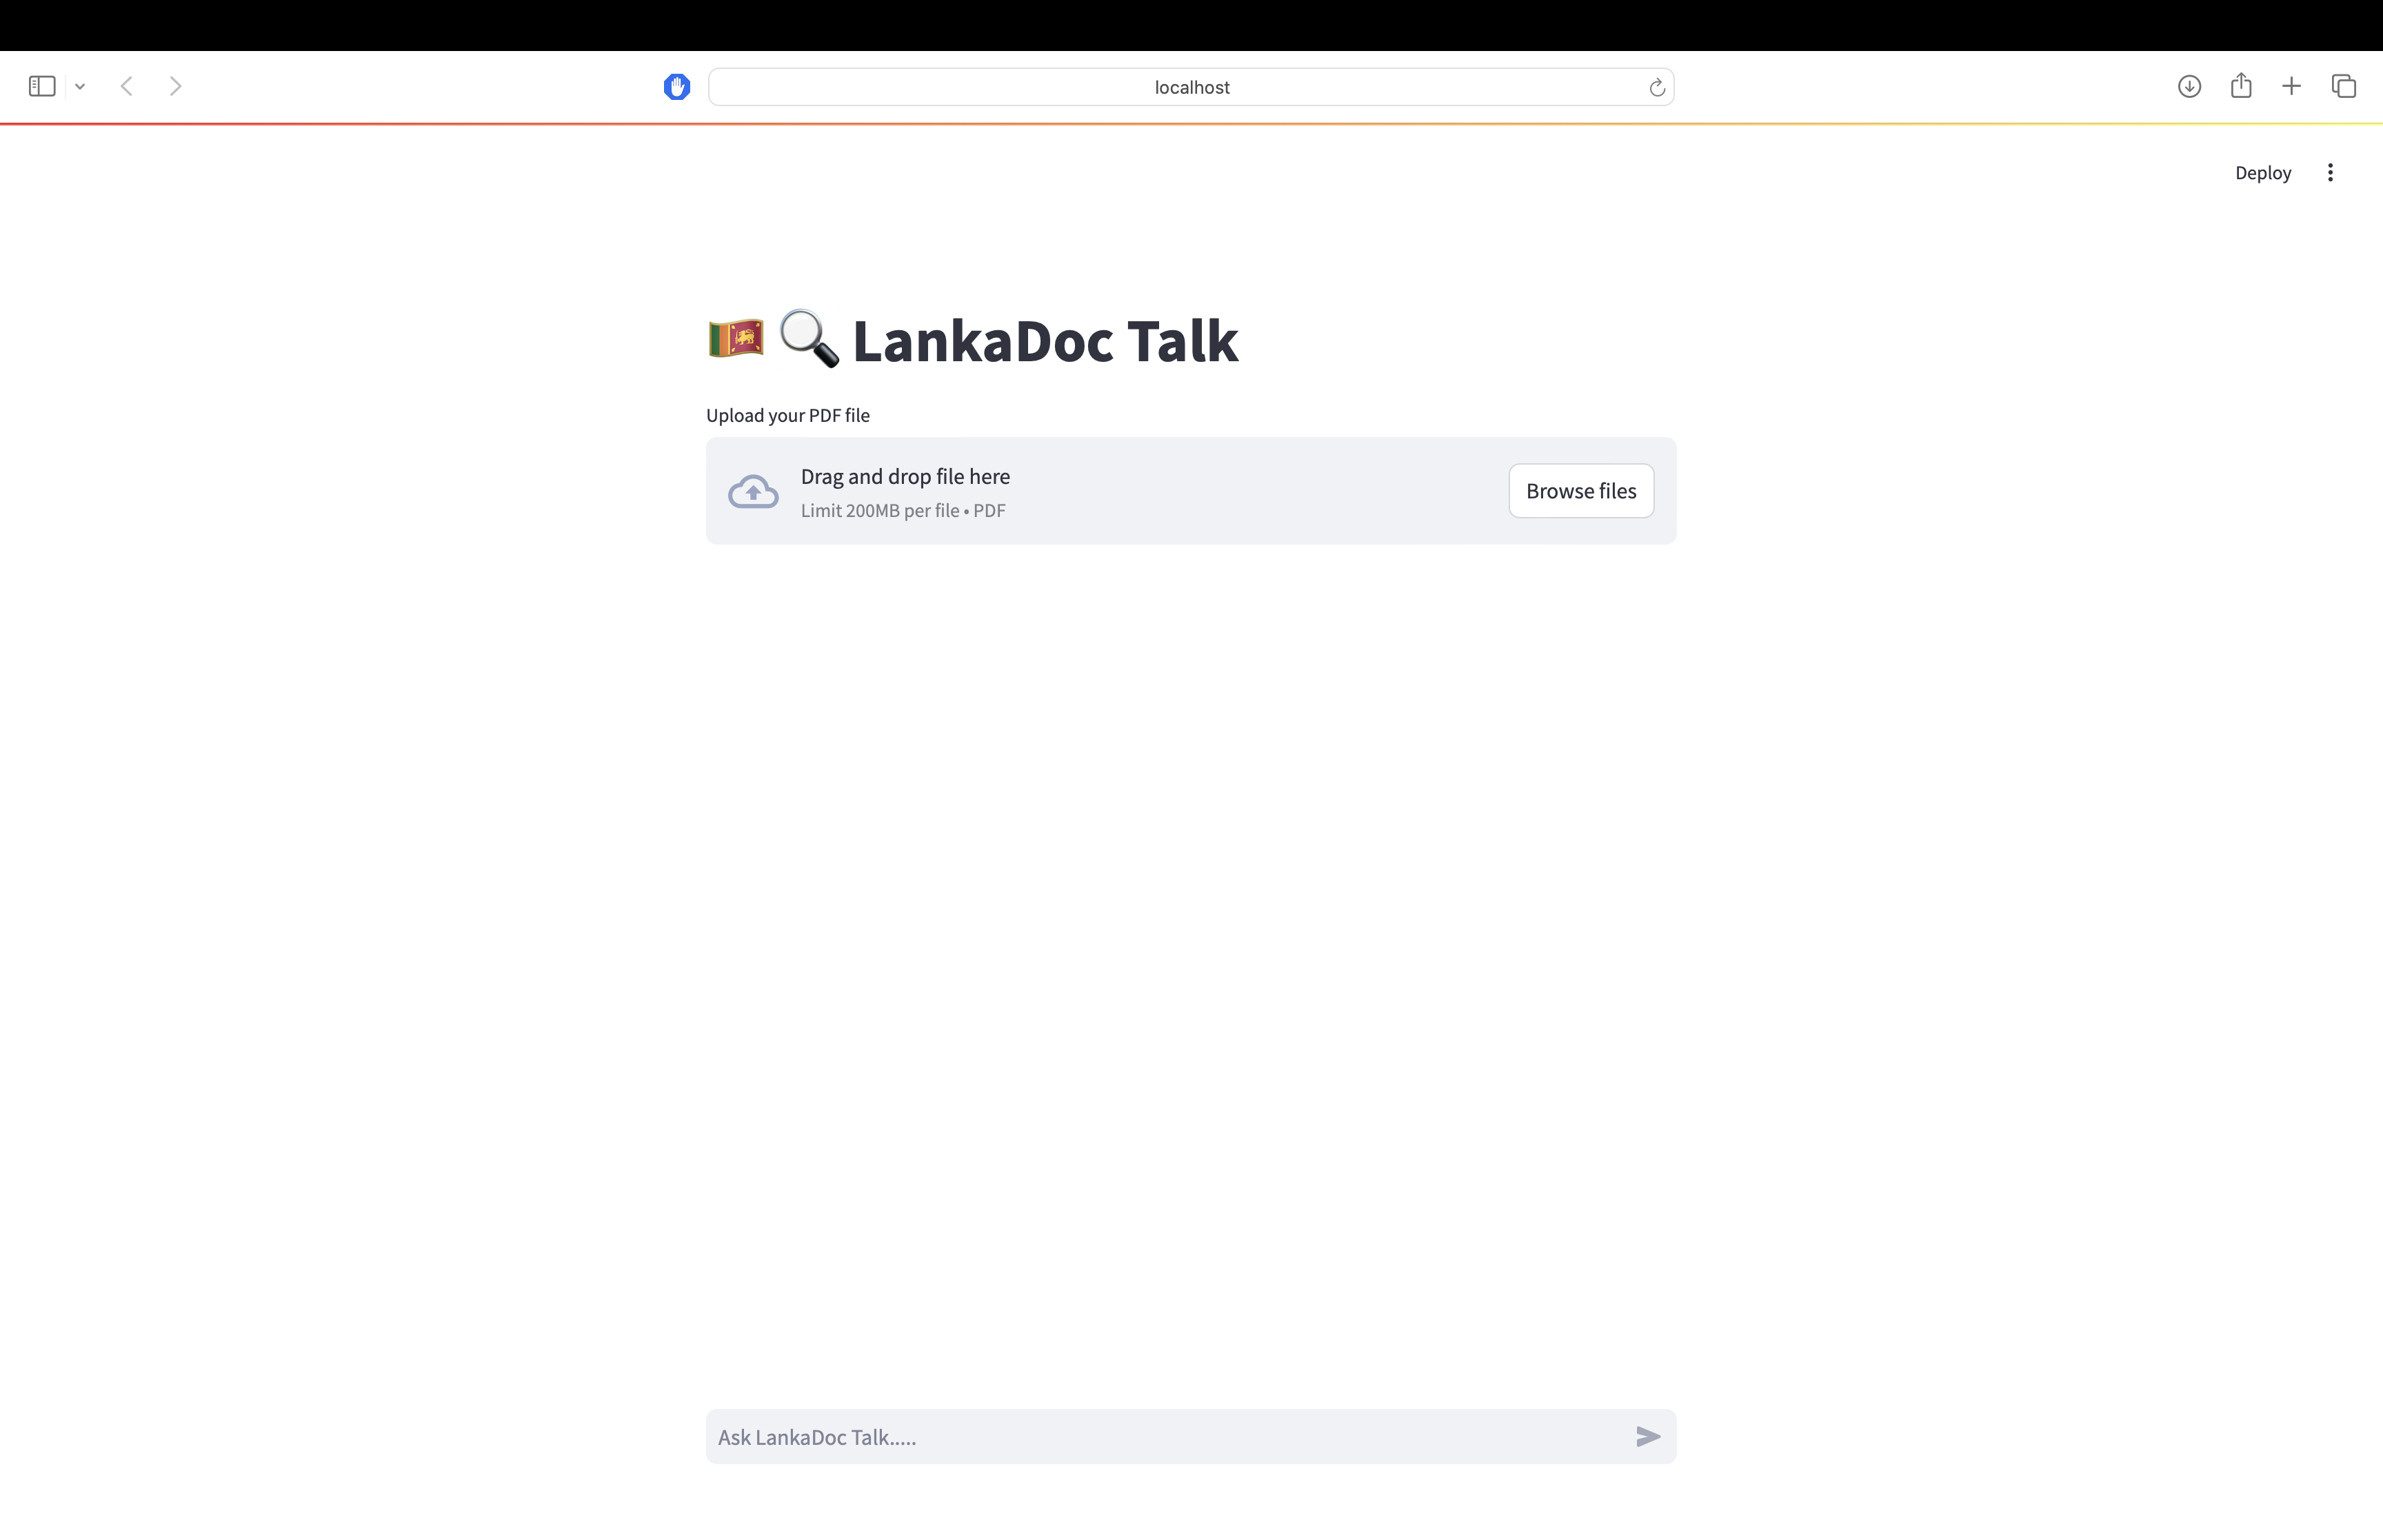 localhost
Deploy
LankaDoc Talk
Upload your PDF file
Drag and drop file here
Limit 200MB per file • PDF
Browse files
Ask LankaDoc Talk.....